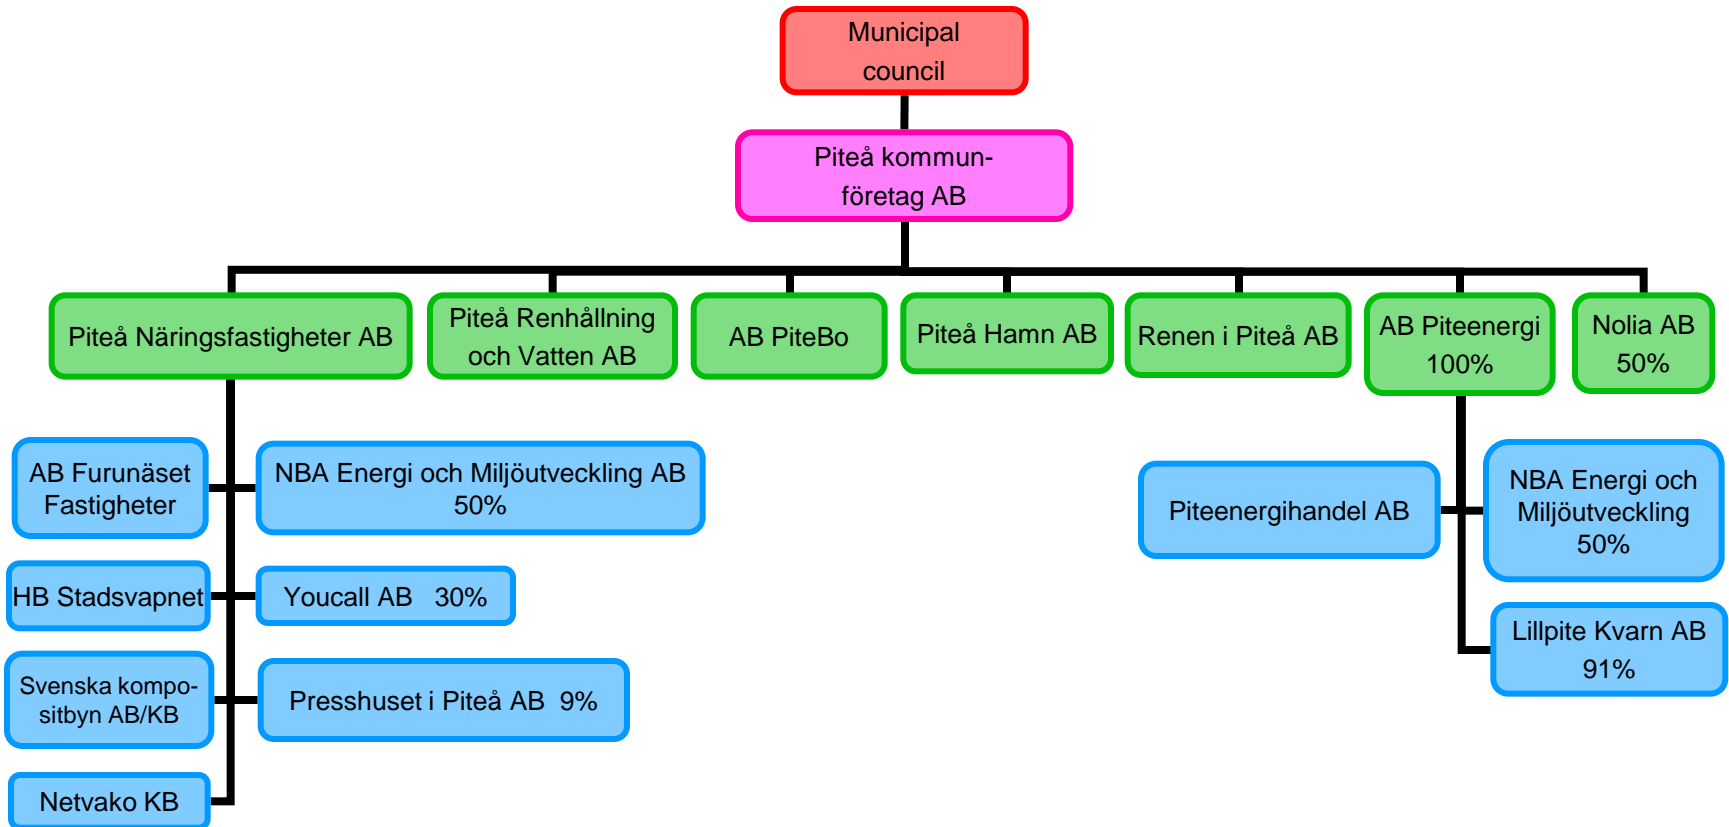 Municipal
council
Piteå kommun-
företag AB
Piteå Näringsfastigheter AB
Piteå Renhållning
och Vatten AB
AB PiteBo
Piteå Hamn AB
Renen i Piteå AB
AB Piteenergi
100%
Nolia AB
50%
AB Furunäset
Fastigheter
NBA Energi och Miljöutveckling AB
50%
HB Stadsvapnet
Youcall AB 30%
Svenska kompo-
sitbyn AB/KB
Presshuset i Piteå AB 9%
Netvako KB
Piteenergihandel AB
NBA Energi och
Miljöutveckling
50%
Lillpite Kvarn AB
91%